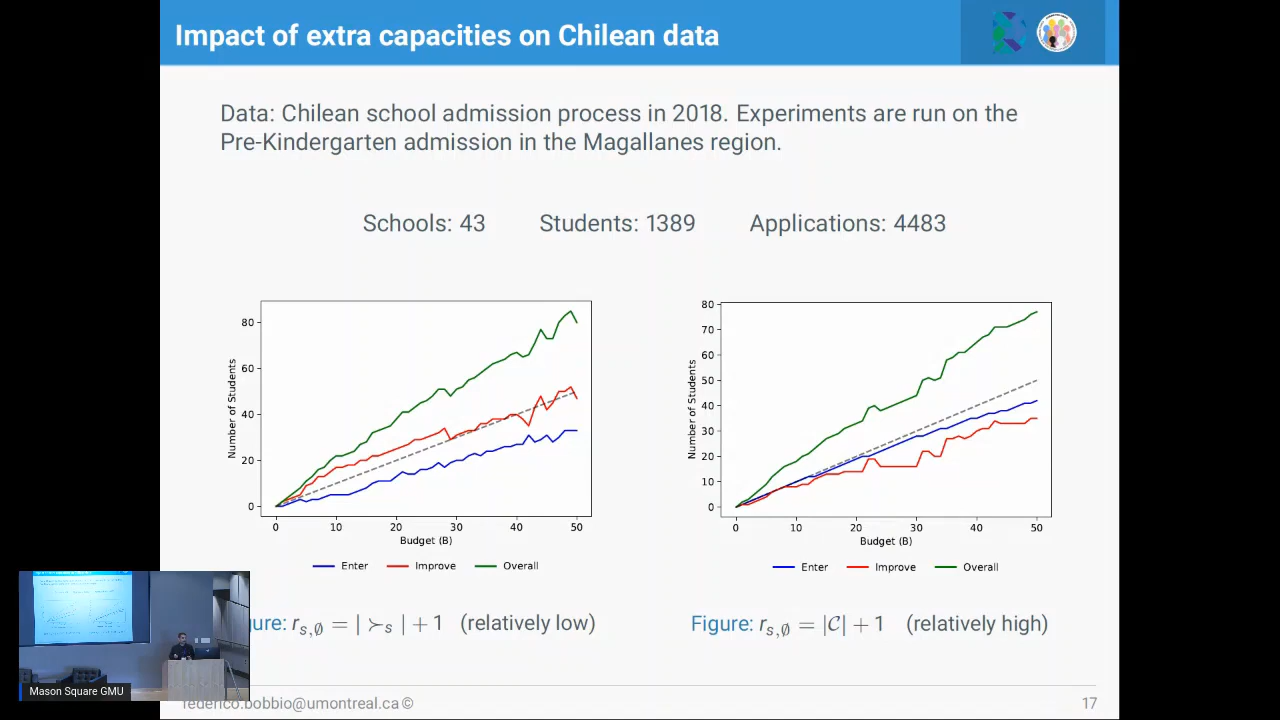 Impact of extra capacities on Chilean data
Data: Chilean school admission process in 2018. Experiments are run on the
Pre-Kindergarten admission in the Magallanes region.
Schools: 43 Students: 1389 Applications: 4483
80
60
40
20
0
Number of Students
0 10 20 30 40 50
Budget (B)
Enter Improve Overall
80
70
60
50
40
30
20
10
0
Number of Students
0 10 20 30 40 50
Budget (B)
Enter Improve Overall
ure: r_{s,∅} = | ≻_s | + 1 (relatively low)
Figure: r_{s,∅} = |𝒞| + 1 (relatively high)
Mason Square GMU
federico.bobbio@umontreal.ca©
17